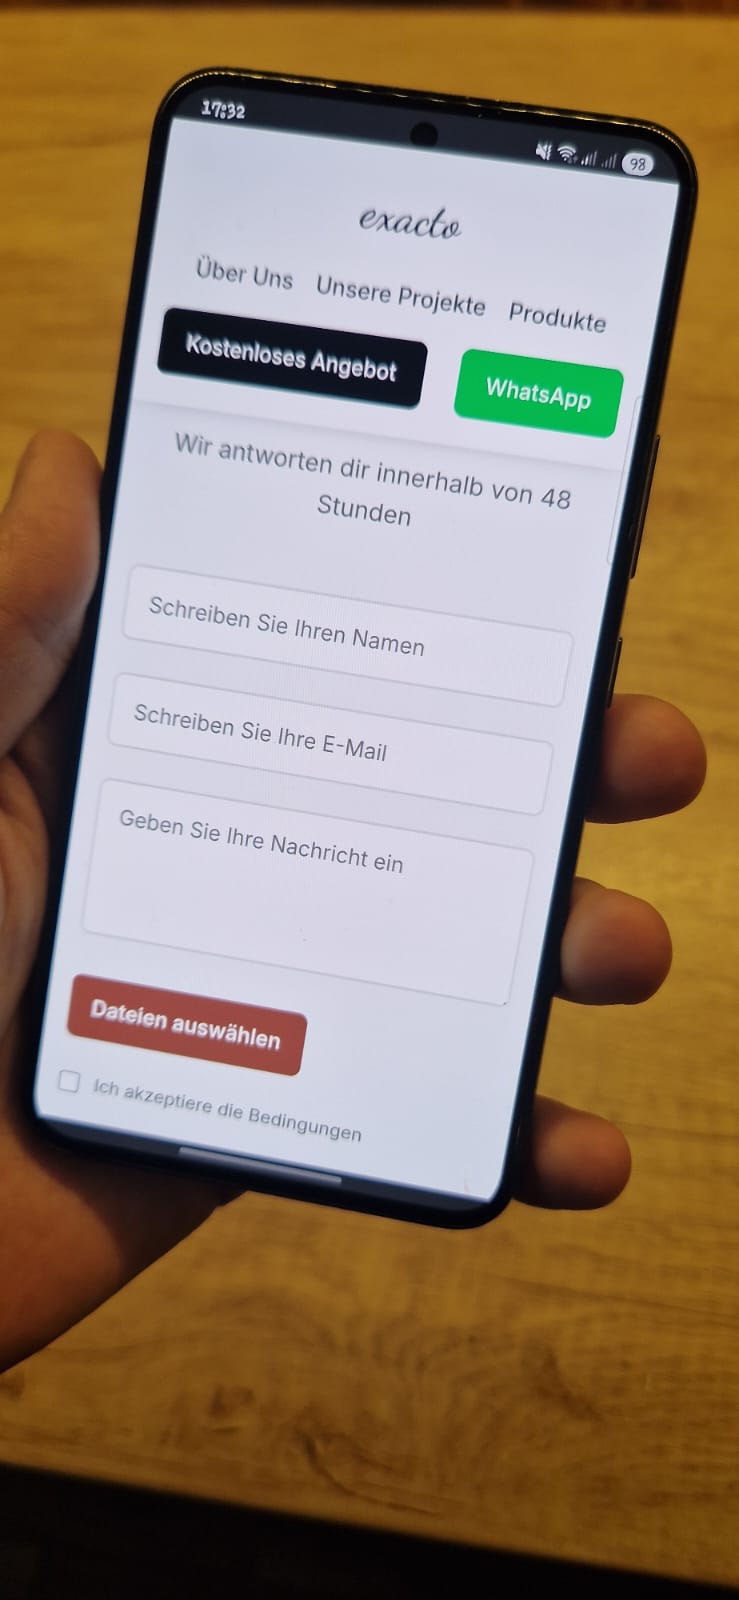 17:32
98
exacto
Über Uns Unsere Projekte Produkte
Kostenloses Angebot WhatsApp
Wir antworten dir innerhalb von 48
Stunden
Schreiben Sie Ihren Namen
Schreiben Sie Ihre E-Mail
Geben Sie Ihre Nachricht ein
Dateien auswählen
Ich akzeptiere die Bedingungen